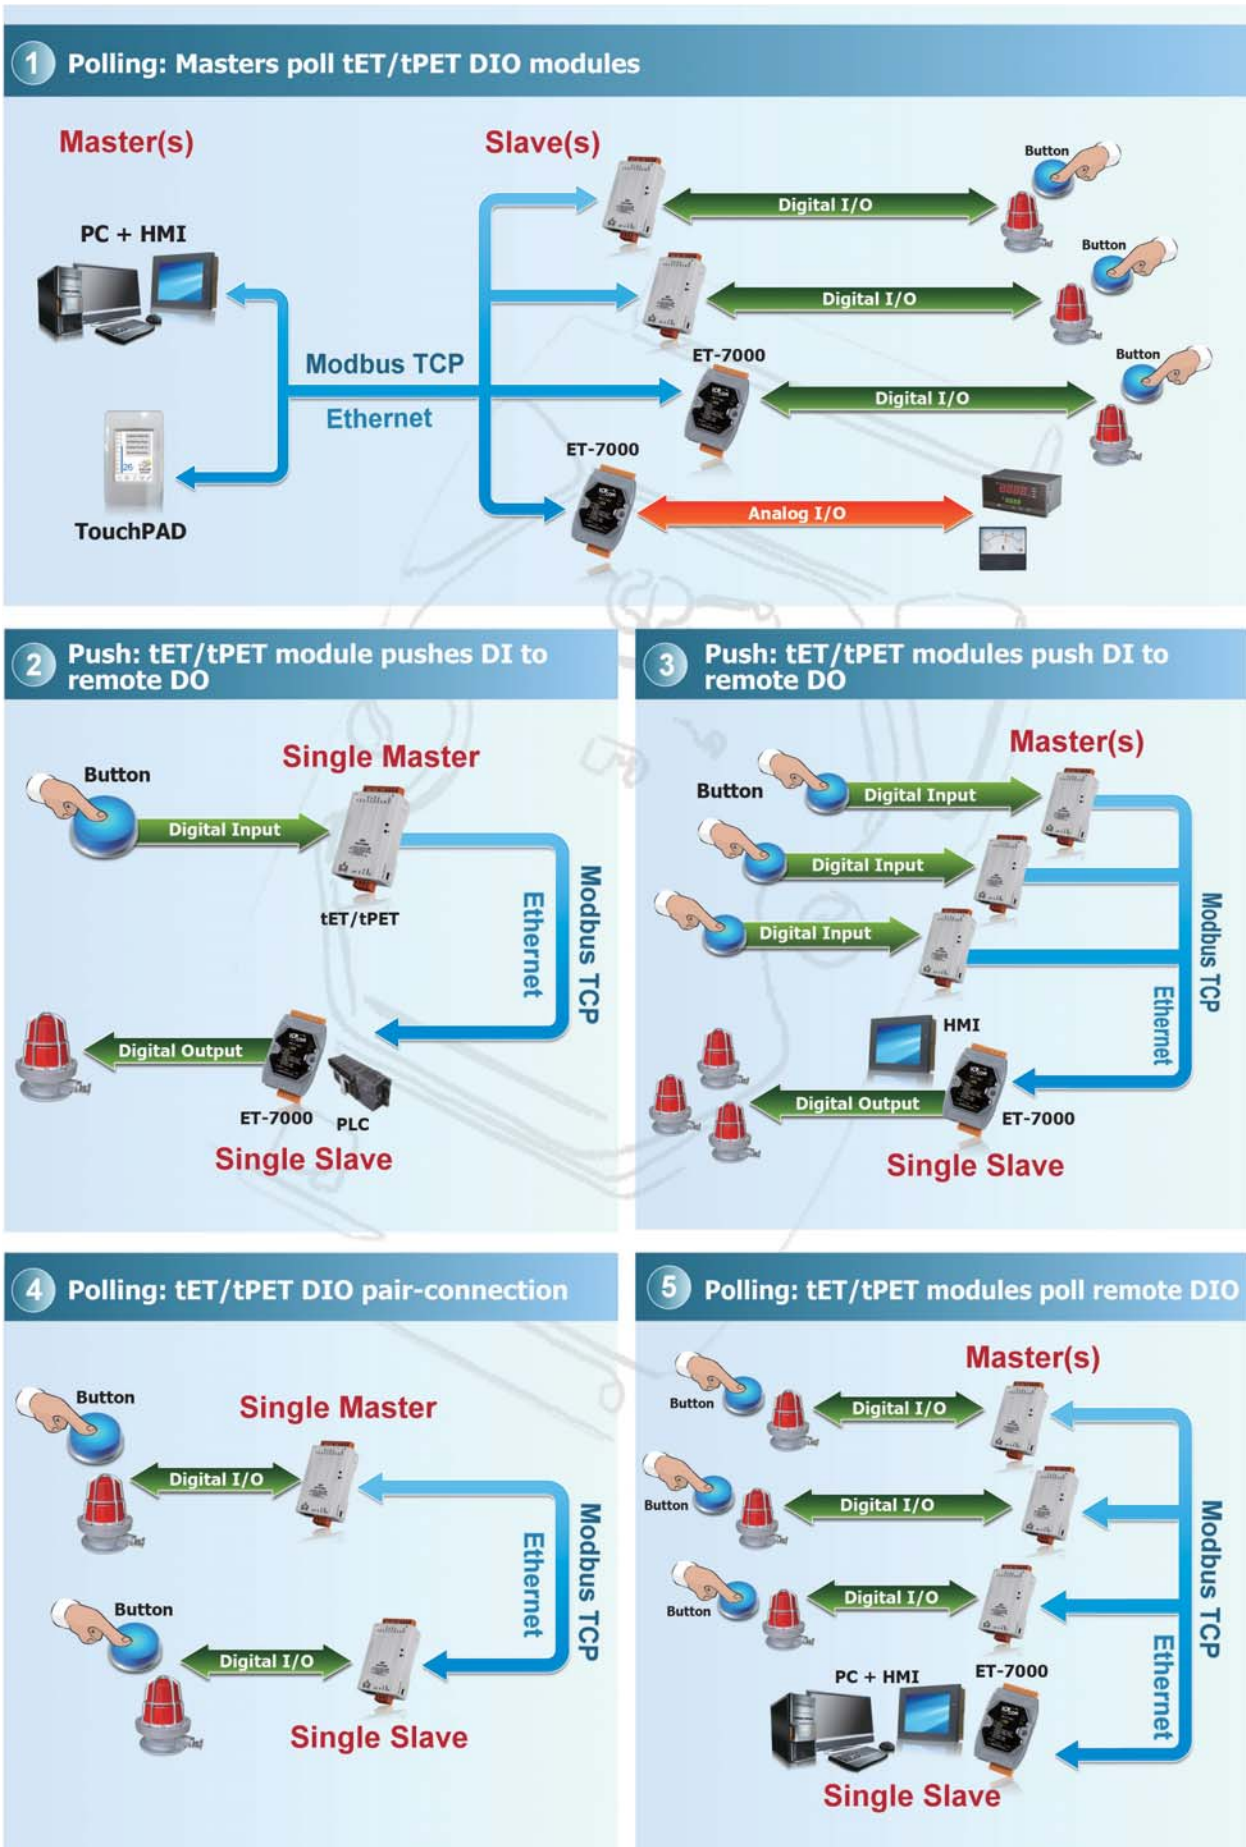 1 Polling: Masters poll tET/tPET DIO modules
Master(s)
Slave(s)
PC + HMI
TouchPAD
Modbus TCP
Ethernet
ET-7000
ET-7000
Digital I/O
Digital I/O
Digital I/O
Analog I/O
Button
Button
Button
26
2 Push: tET/tPET module pushes DI to
remote DO
Single Master
Button
Digital Input
tET/tPET
Ethernet
Modbus TCP
Digital Output
ET-7000
PLC
Single Slave
3 Push: tET/tPET modules push DI to
remote DO
Master(s)
Button
Digital Input
Digital Input
Digital Input
Modbus TCP
Ethernet
HMI
Digital Output
ET-7000
Single Slave
4 Polling: tET/tPET DIO pair-connection
Button
Single Master
Digital I/O
Ethernet
Modbus TCP
Button
Digital I/O
Single Slave
5 Polling: tET/tPET modules poll remote DIO
Master(s)
Button
Digital I/O
Button
Digital I/O
Button
Digital I/O
Modbus TCP
Ethernet
PC + HMI
ET-7000
Single Slave